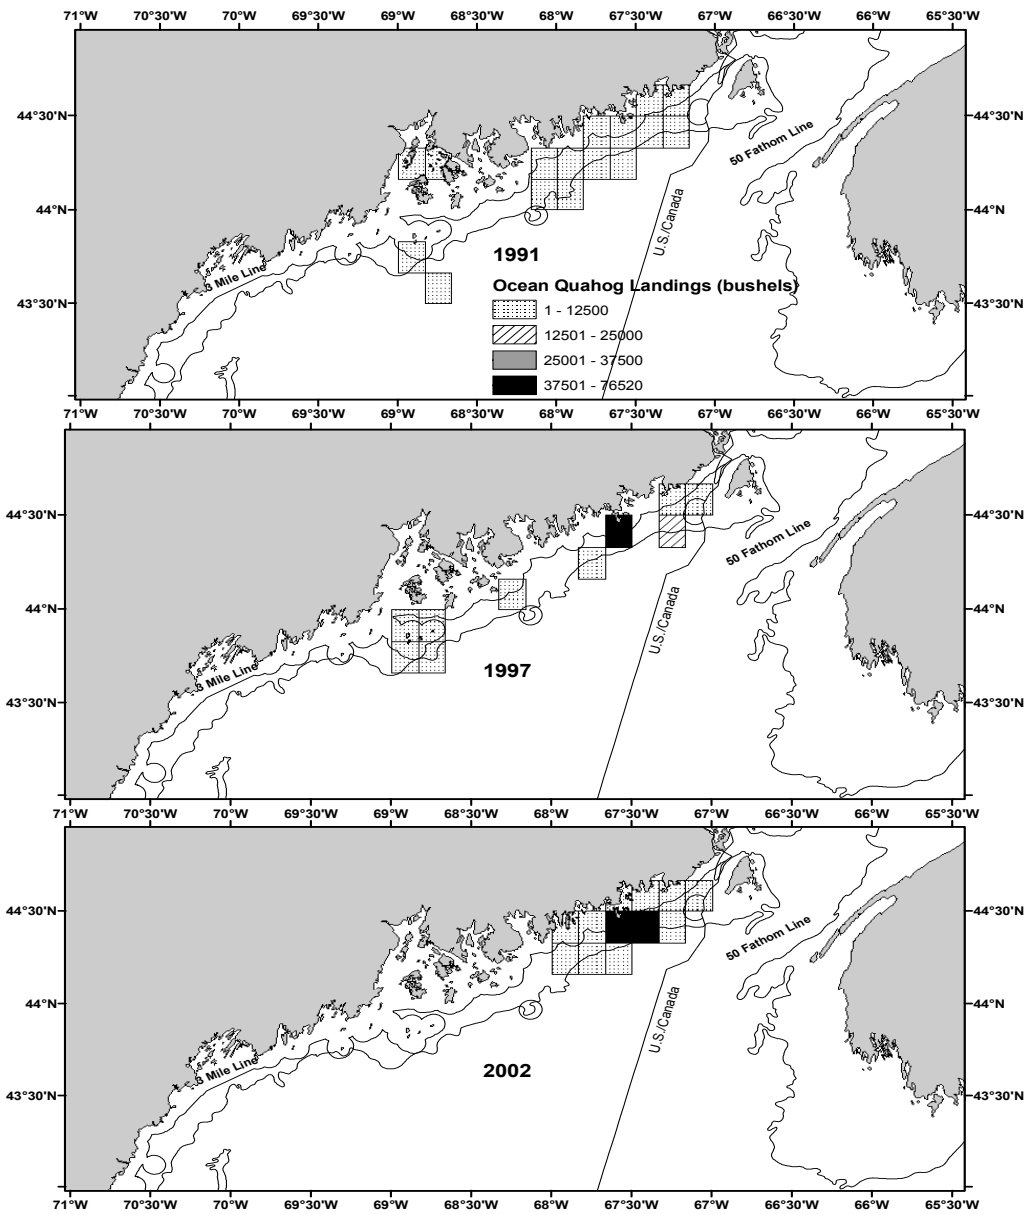 71°W 70°30'W 70°W 69°30'W 69°W 68°30'W 68°W 67°30'W 67°W 66°30'W 66°W 65°30'W
44°30'N 44°30'N
50 Fathom Line
44°N 44°N
U.S./Canada
1991
3 Mile Line
Ocean Quahog Landings (bushels)
43°30'N 43°30'N
1 - 12500
12501 - 25000
25001 - 37500
37501 - 76520
71°W 70°30'W 70°W 69°30'W 69°W 68°30'W 68°W 67°30'W 67°W 66°30'W 66°W 65°30'W
44°30'N 44°30'N
50 Fathom Line
44°N 44°N
U.S./Canada
3 Mile Line
1997
43°30'N 43°30'N
71°W 70°30'W 70°W 69°30'W 69°W 68°30'W 68°W 67°30'W 67°W 66°30'W 66°W 65°30'W
44°30'N 44°30'N
50 Fathom Line
44°N 44°N
U.S./Canada
3 Mile Line
2002
43°30'N 43°30'N
71°W 70°30'W 70°W 69°30'W 69°W 68°30'W 68°W 67°30'W 67°W 66°30'W 66°W 65°30'W